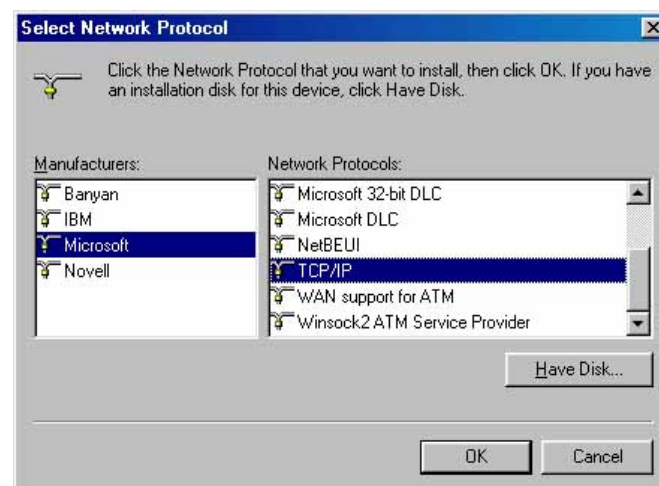 Select Network Protocol
Click the Network Protocol that you want to install, then click OK. If you have
an installation disk for this device, click Have Disk.
Manufacturers:
Banyan
IBM
Microsoft
Novell
Network Protocols:
Microsoft 32-bit DLC
Microsoft DLC
NetBEUI
TCP/IP
WAN support for ATM
Winsock2 ATM Service Provider
Have Disk...
OK
Cancel